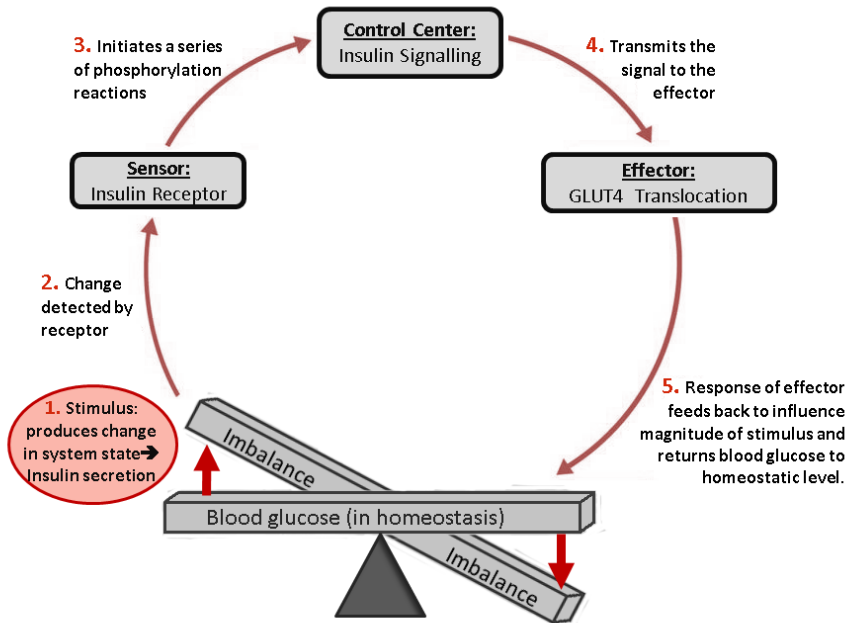 Control Center:
Insulin Signalling
3. Initiates a series
of phosphorylation
reactions
4. Transmits the
signal to the
effector
Sensor:
Insulin Receptor
Effector:
GLUT4 Translocation
2. Change
detected by
receptor
1. Stimulus:
produces change
in system state➔
Insulin secretion
5. Response of effector
feeds back to influence
magnitude of stimulus and
returns blood glucose to
homeostatic level.
Imbalance
Blood glucose (in homeostasis)
Imbalance